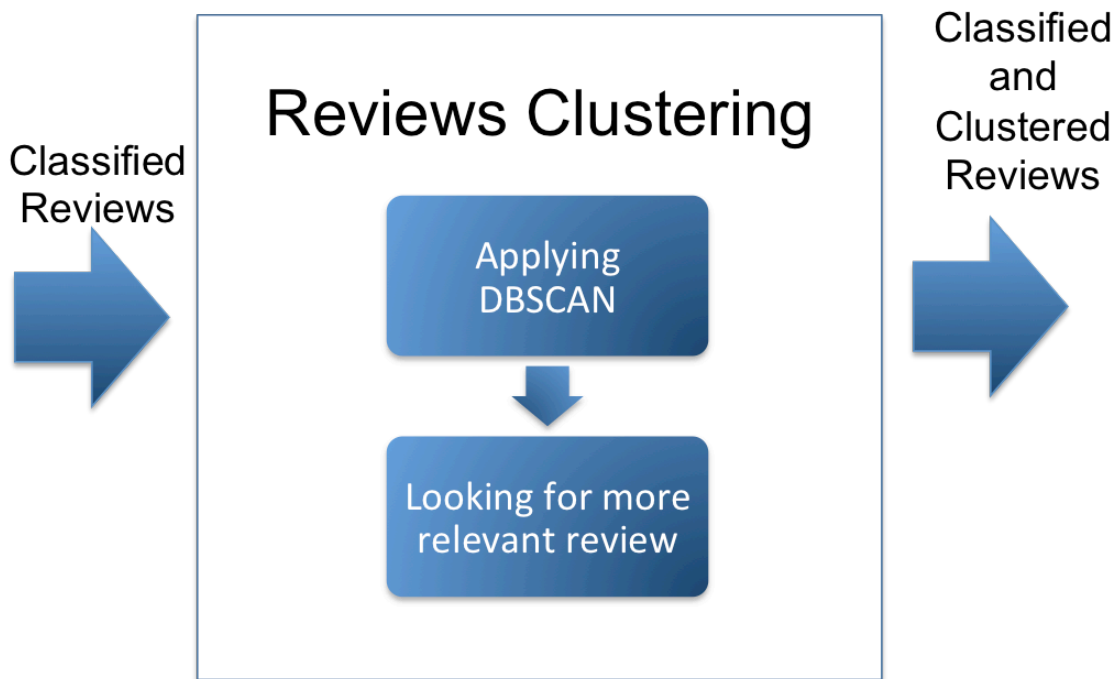 Classified
Reviews
Reviews Clustering
Applying
DBSCAN
Looking for more
relevant review
Classified
and
Clustered
Reviews